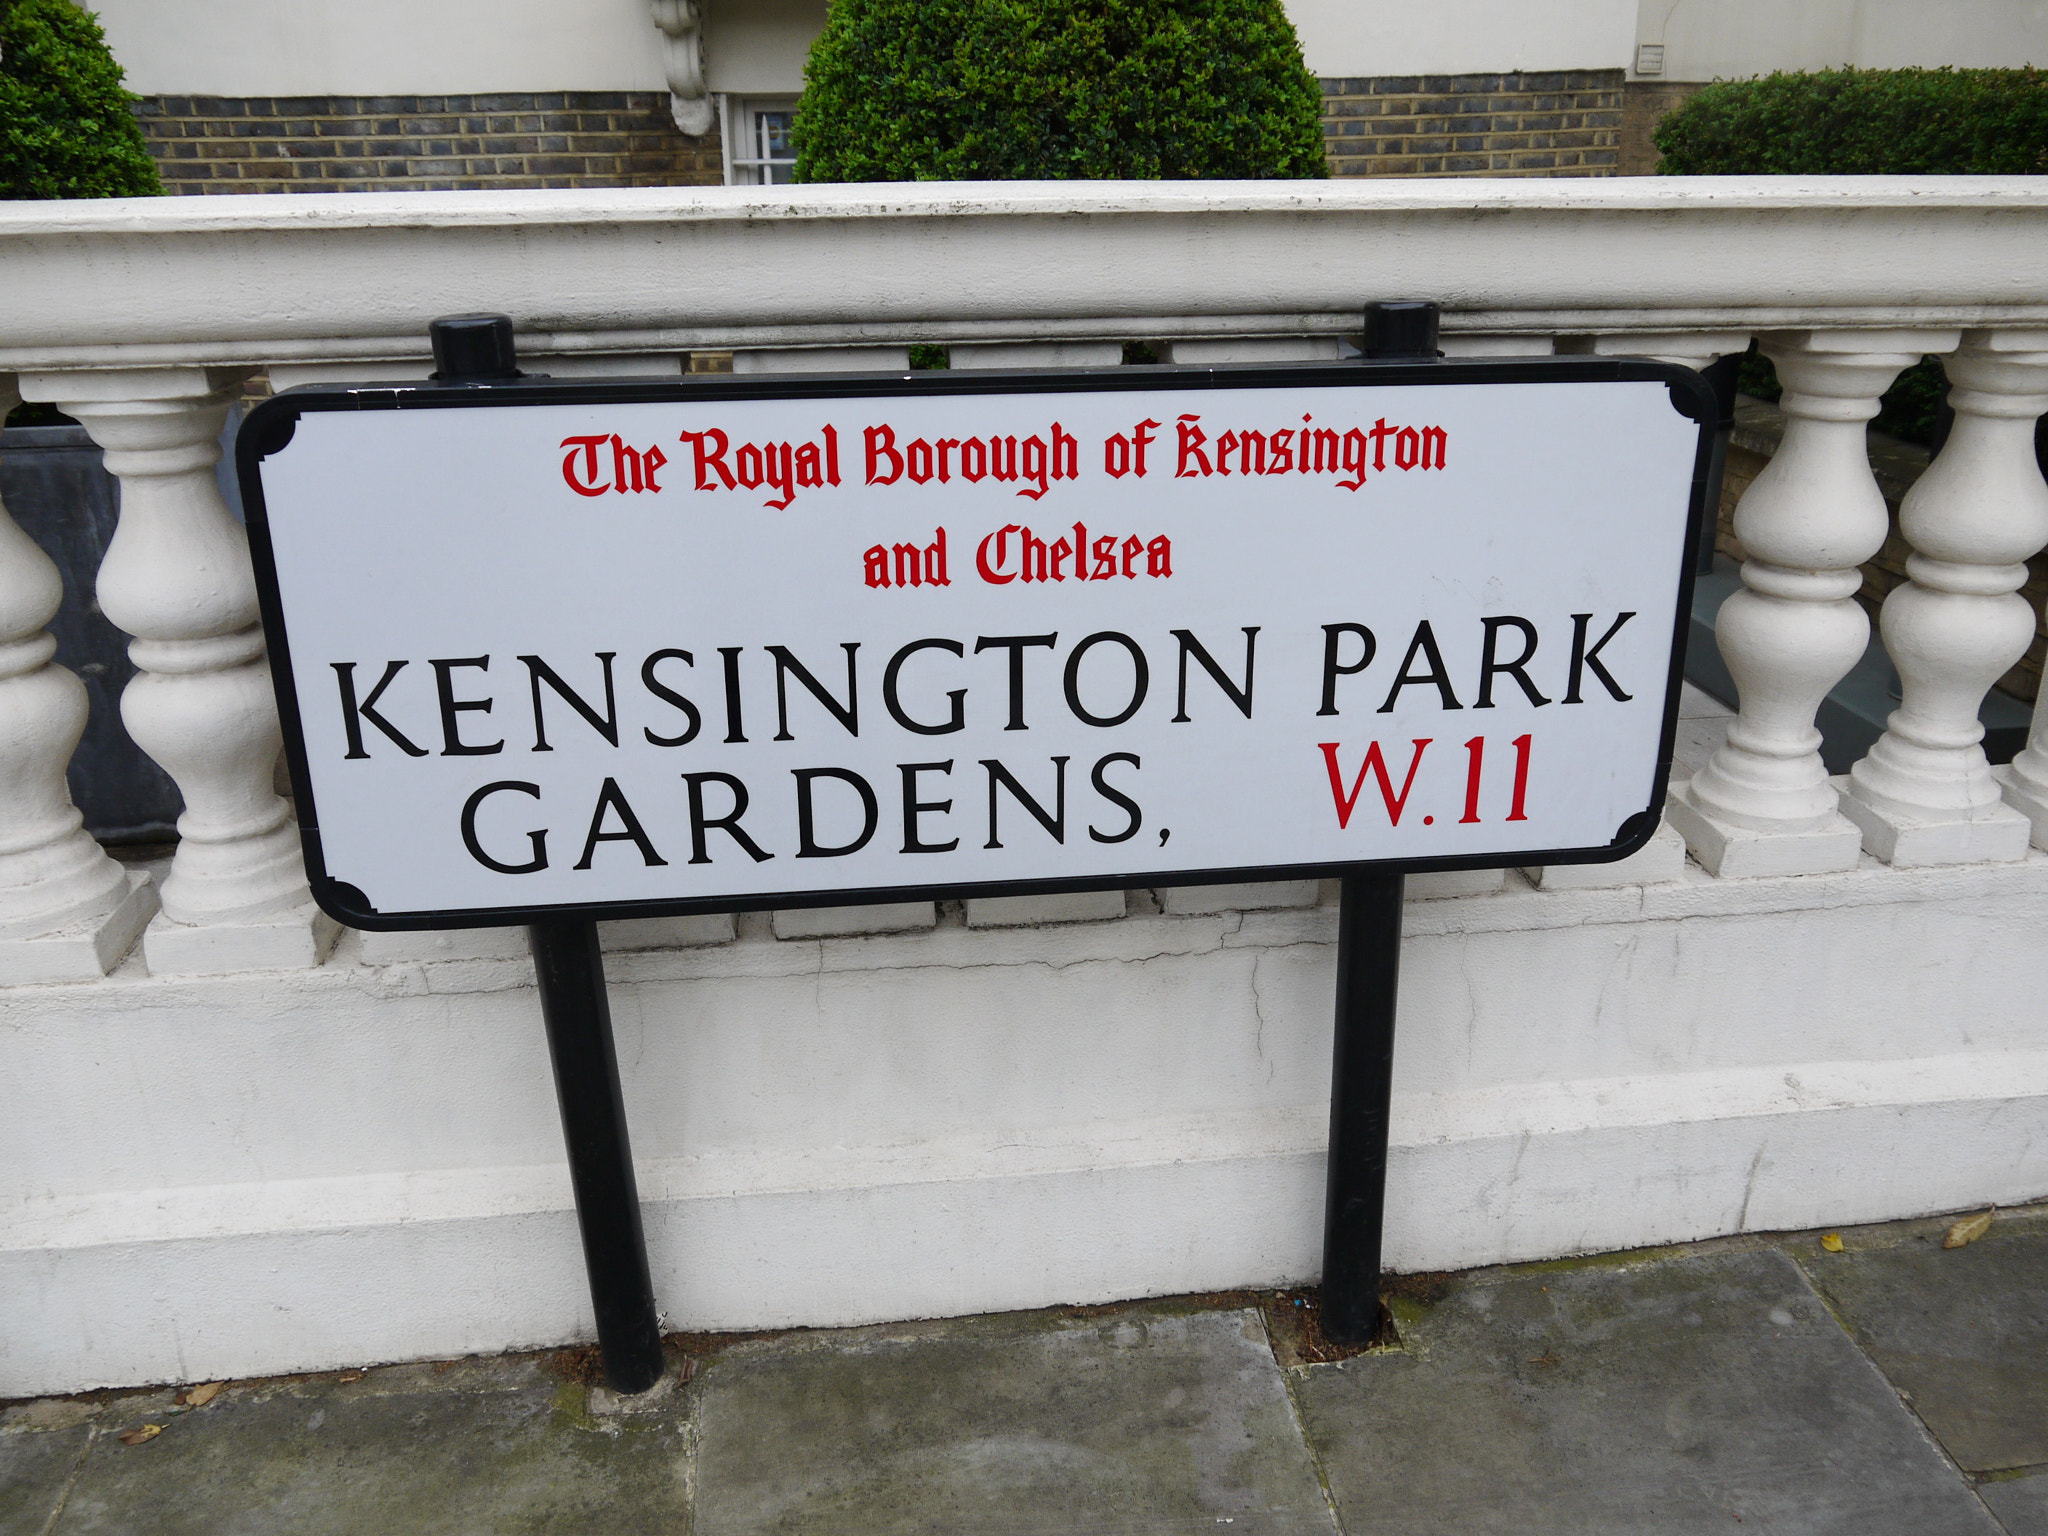 The Royal Borough of Kensington
and Chelsea
KENSINGTON PARK
GARDENS, W.11